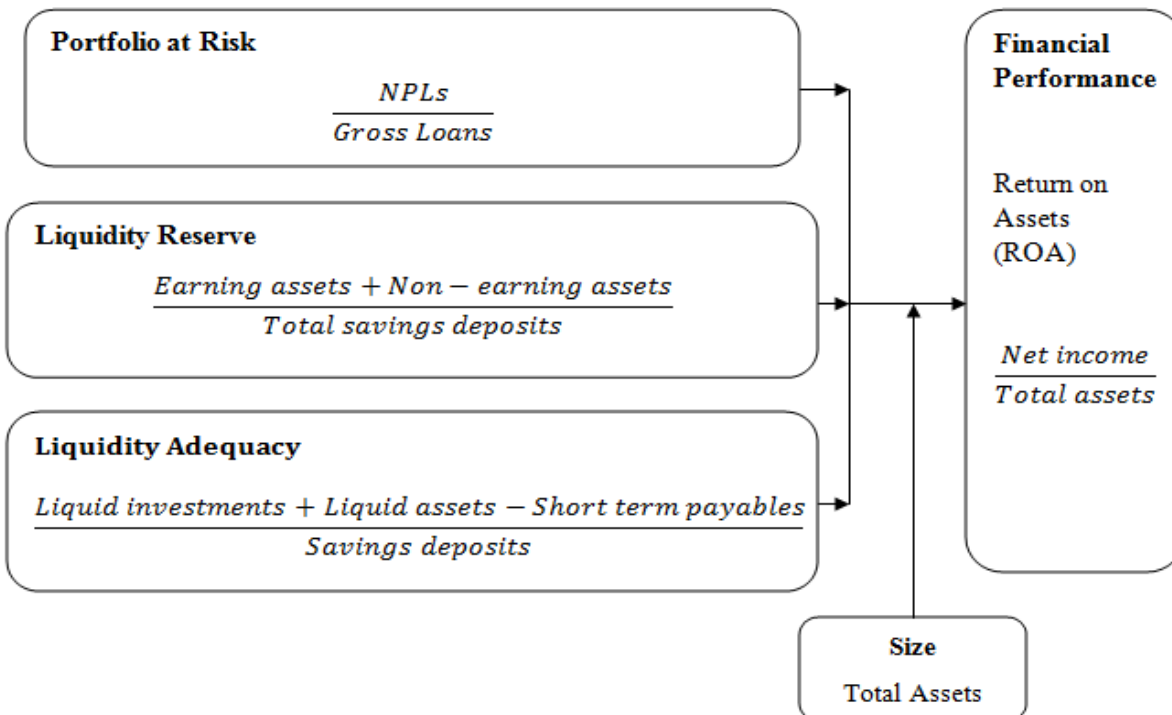 Portfolio at Risk
NPLs
Gross Loans
Liquidity Reserve
Earning assets + Non − earning assets
Total savings deposits
Liquidity Adequacy
Liquid investments + Liquid assets − Short term payables
Savings deposits
Financial
Performance
Return on
Assets
(ROA)
Net income
Total assets
Size
Total Assets